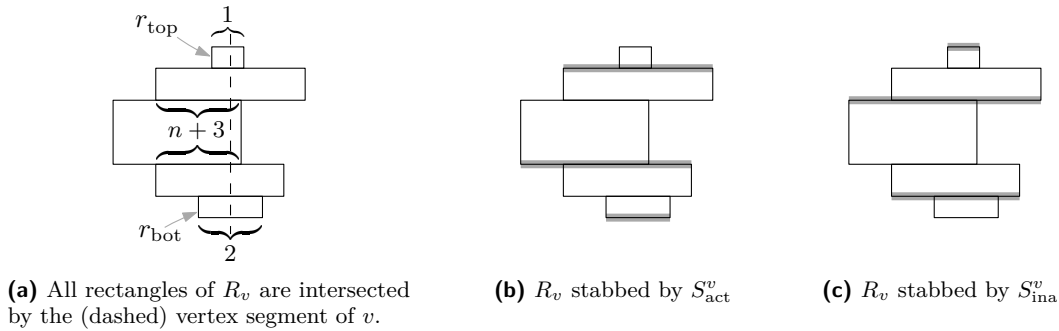 1
r_top
n + 3
r_bot
2
(a) All rectangles of R_v are intersected
by the (dashed) vertex segment of v.
(b) R_v stabbed by S^v_act
(c) R_v stabbed by S^v_ina